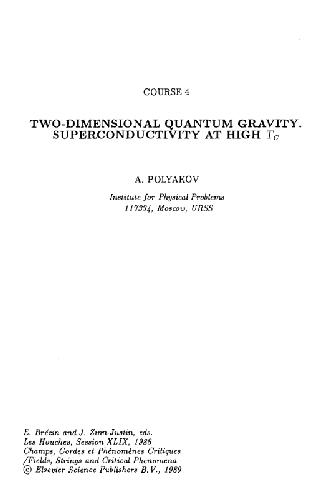 COURSE 4
TWO-DIMENSIONAL QUANTUM GRAVITY.
SUPERCONDUCTIVITY AT HIGH T_C
A. POLYAKOV
Institute for Physical Problems
117334, Moscow, URSS
E. Brézin and J. Zinn-Justin, eds.
Les Houches, Session XLIX, 1988
Champs, Cordes et Phénomènes Critiques
/Fields, Strings and Critical Phenomena
© Elsevier Science Publishers B.V., 1989